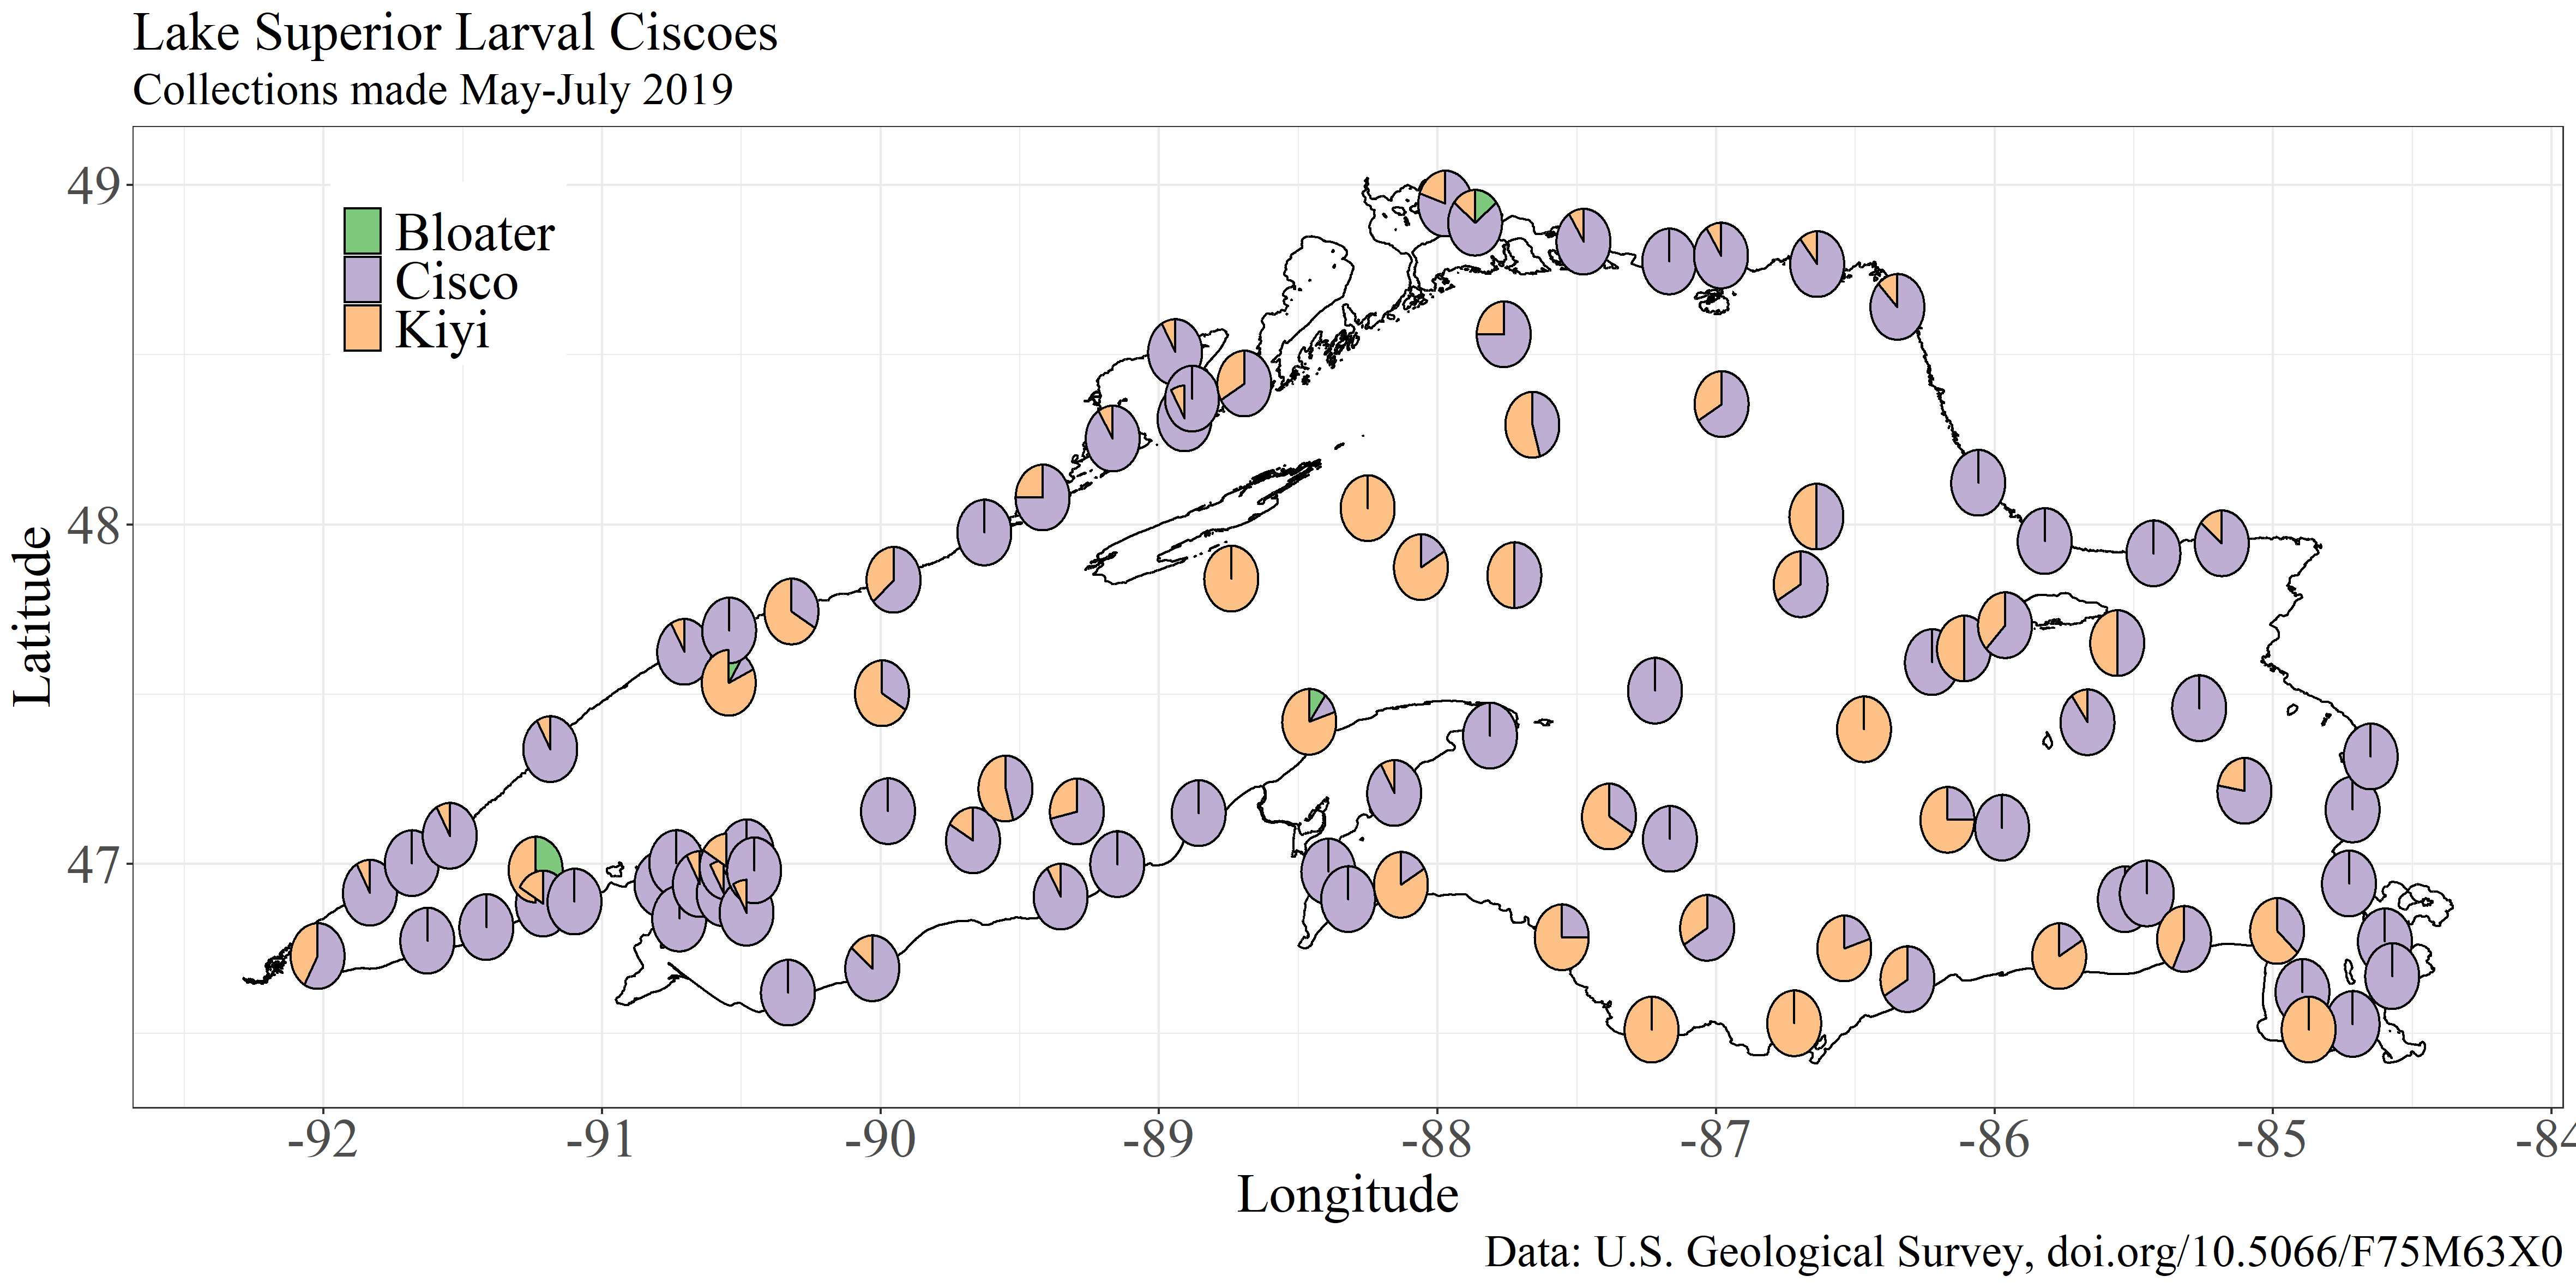 Lake Superior Larval Ciscoes
Collections made May-July 2019
Bloater
Cisco
Kiyi
49
48
47
Latitude
-92 -91 -90 -89 -88 -87 -86 -85 -84
Longitude
Data: U.S. Geological Survey, doi.org/10.5066/F75M63X0